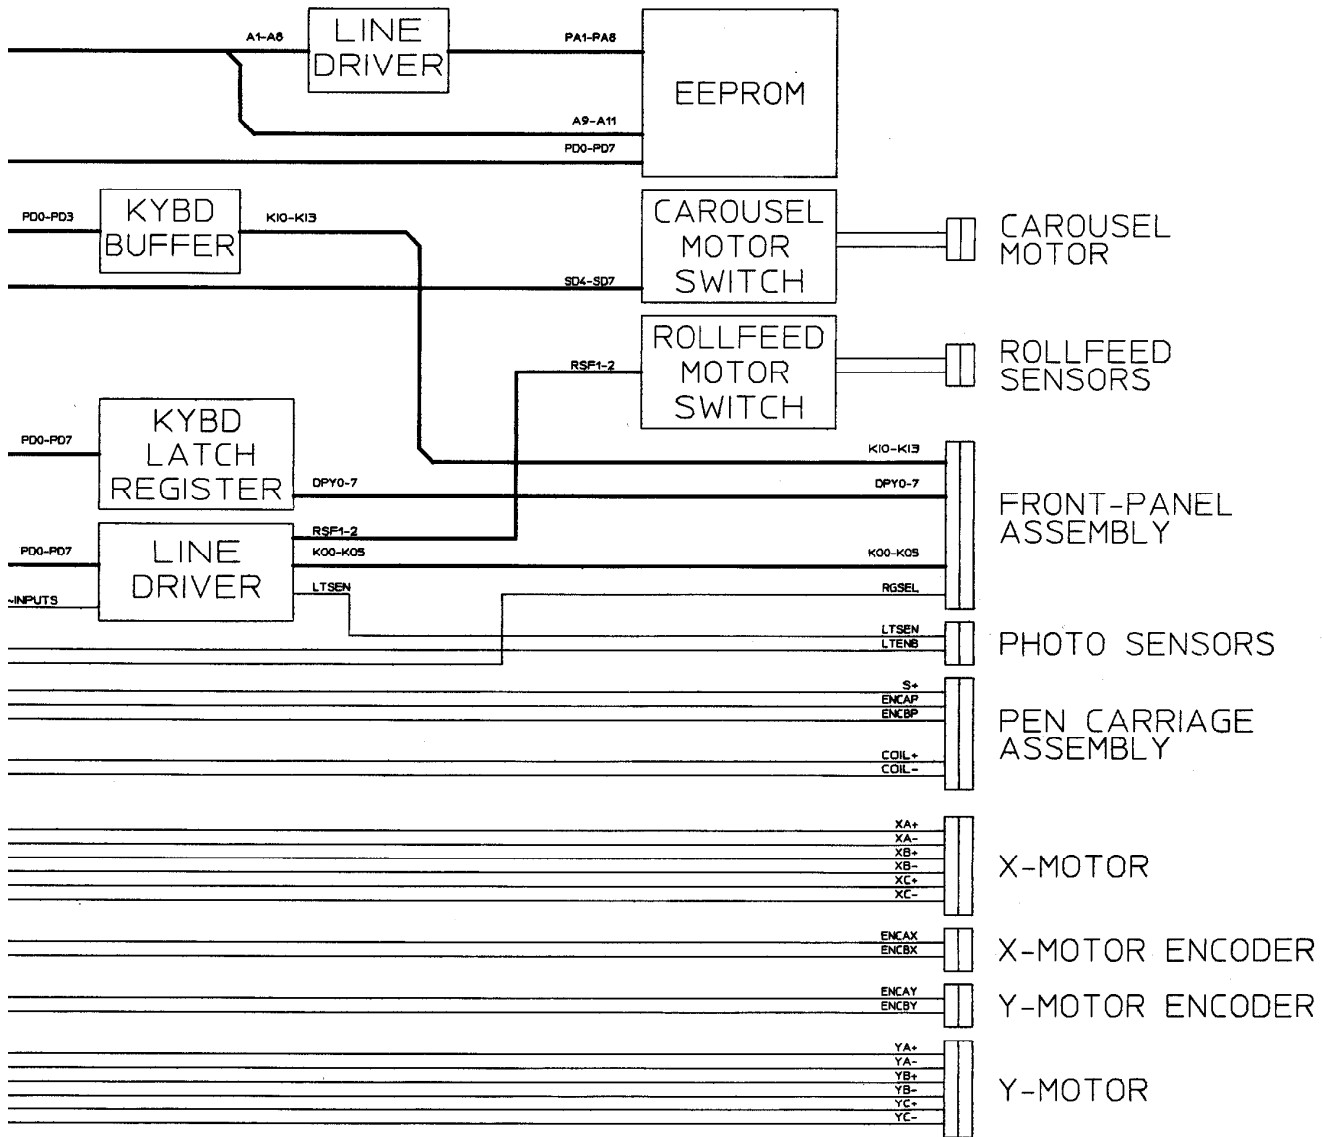 A1-A8
LINE
DRIVER
PA1-PA8
EEPROM
A9-A11
PD0-PD7
PD0-PD3
KYBD
BUFFER
KI0-KI3
CAROUSEL
MOTOR
SWITCH
CAROUSEL
MOTOR
SD4-SD7
ROLLFEED
MOTOR
SWITCH
ROLLFEED
SENSORS
RSF1-2
PD0-PD7
KYBD
LATCH
REGISTER
KI0-KI3
DPY0-7
DPY0-7
FRONT-PANEL
ASSEMBLY
PD0-PD7
~INPUTS
LINE
DRIVER
RSF1-2
KO0-KO5
LTSEN
KO0-KO5
RGSEL
LTSEN
LTENB
PHOTO SENSORS
S+
ENCAP
ENCBP
COIL+
COIL-
PEN CARRIAGE
ASSEMBLY
XA+
XA-
XB+
XB-
XC+
XC-
X-MOTOR
ENCAX
ENCBX
X-MOTOR ENCODER
ENCAY
ENCBY
Y-MOTOR ENCODER
YA+
YA-
YB+
YB-
YC+
YC-
Y-MOTOR